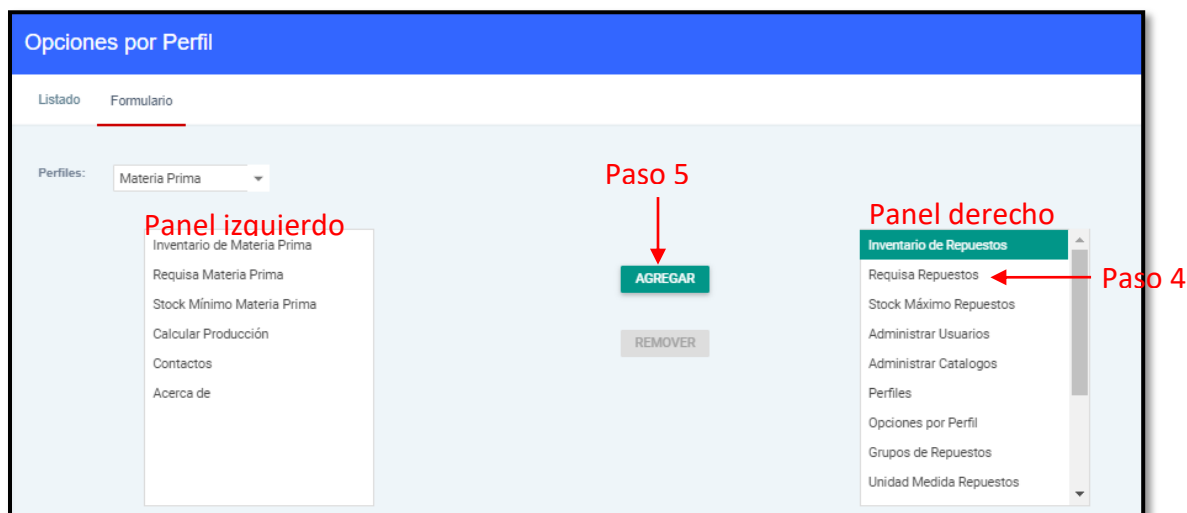 Opciones por Perfil
Listado Formulario
Perfiles: Materia Prima
Paso 5
Panel izquierdo
Inventario de Materia Prima
Requisa Materia Prima
Stock Mínimo Materia Prima
Calcular Producción
Contactos
Acerca de
AGREGAR
REMOVER
Panel derecho
Inventario de Repuestos
Requisa Repuestos
Paso 4
Stock Máximo Repuestos
Administrar Usuarios
Administrar Catalogos
Perfiles
Opciones por Perfil
Grupos de Repuestos
Unidad Medida Repuestos